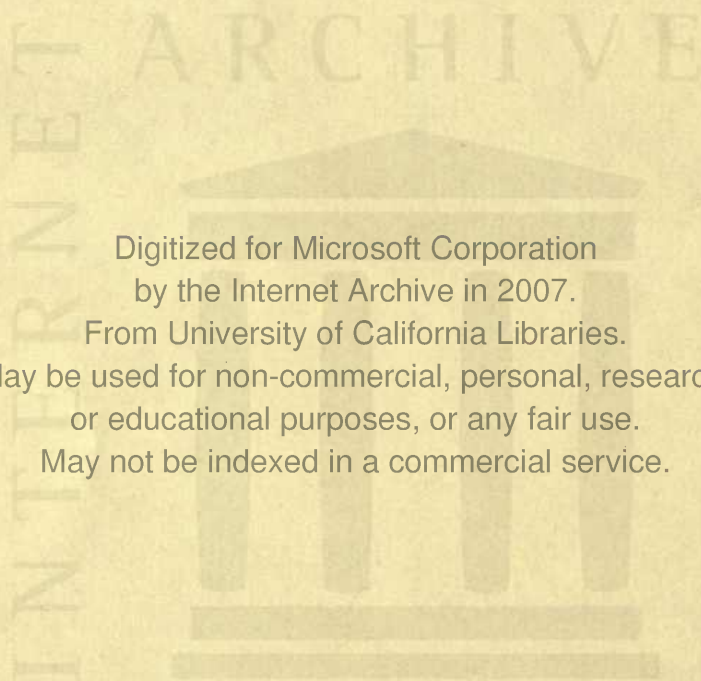 INTERNET ARCHIVE
Digitized for Microsoft Corporation
by the Internet Archive in 2007.
From University of California Libraries.
be used for non-commercial, personal,
or educational purposes, or any fair use.
May not be indexed in a commercial service.